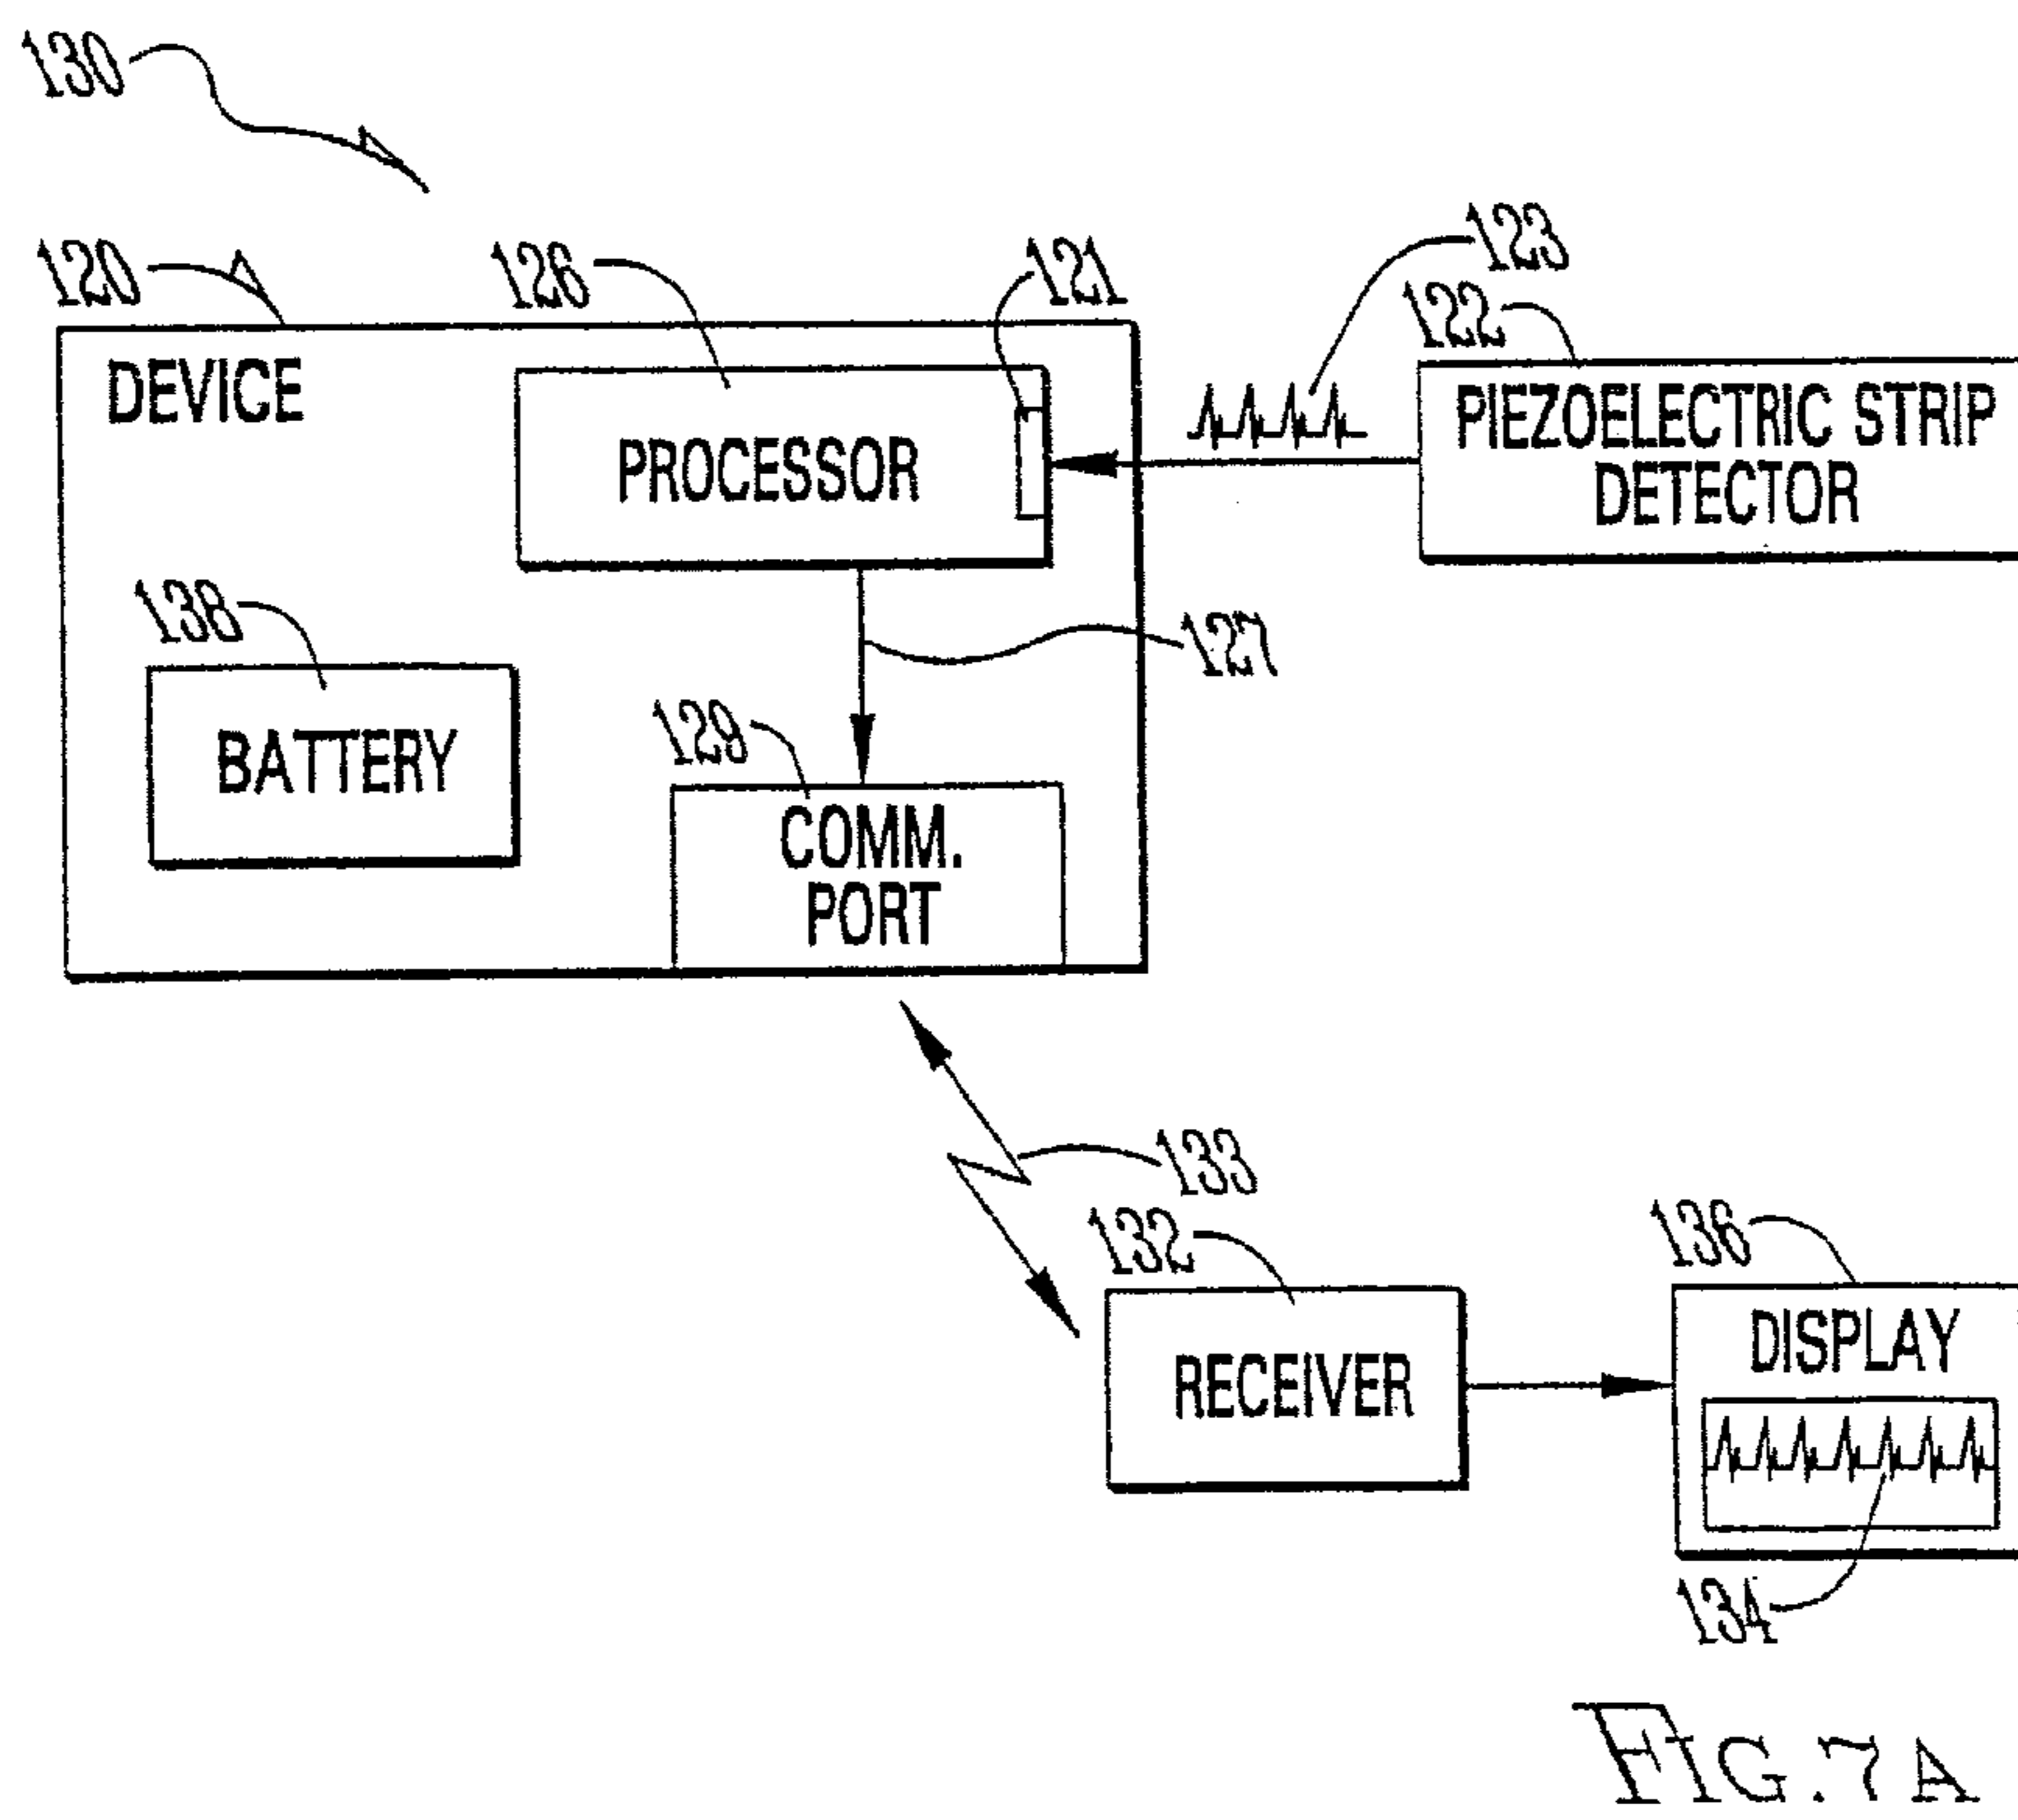 130
120
126
121
123
122
DEVICE
PROCESSOR
PIEZOELECTRIC STRIP
DETECTOR
138
127
129
BATTERY
COMM.
PORT
133
132
136
RECEIVER
DISPLAY
134
FIG. 7A